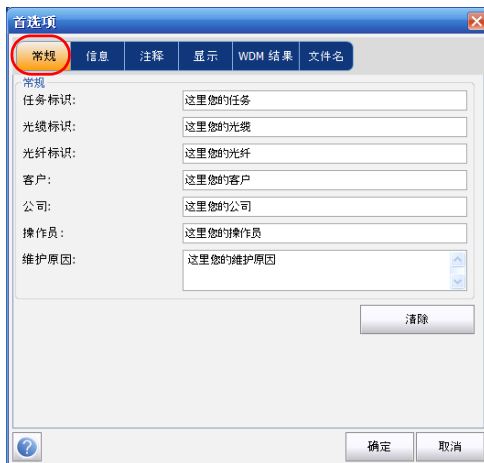 首选项
常规 信息 注释 显示 WDM 结果 文件名
常规
任务标识: 这里您的任务
光缆标识: 这里您的光缆
光纤标识: 这里您的光纤
客户: 这里您的客户
公司: 这里您的公司
操作员: 这里您的操作员
维护原因: 这里您的维护原因
清除
? 确定 取消